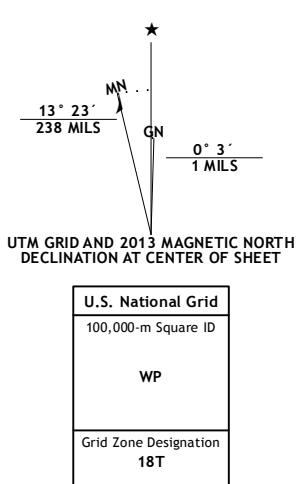 ★
MN
GN
13° 23´
238 MILS
0° 3´
1 MILS
UTM GRID AND 2013 MAGNETIC NORTH
DECLINATION AT CENTER OF SHEET
U.S. National Grid
100,000-m Square ID
WP
Grid Zone Designation
18T